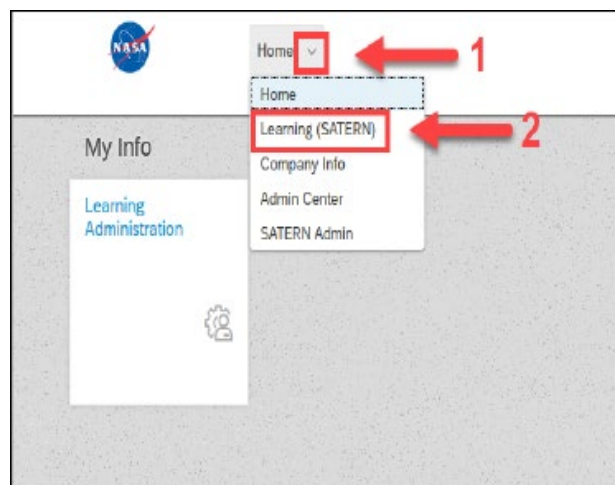 NASA
Home
1
Home
Learning (SATERN)
2
Company Info
Admin Center
SATERN Admin
My Info
Learning
Administration